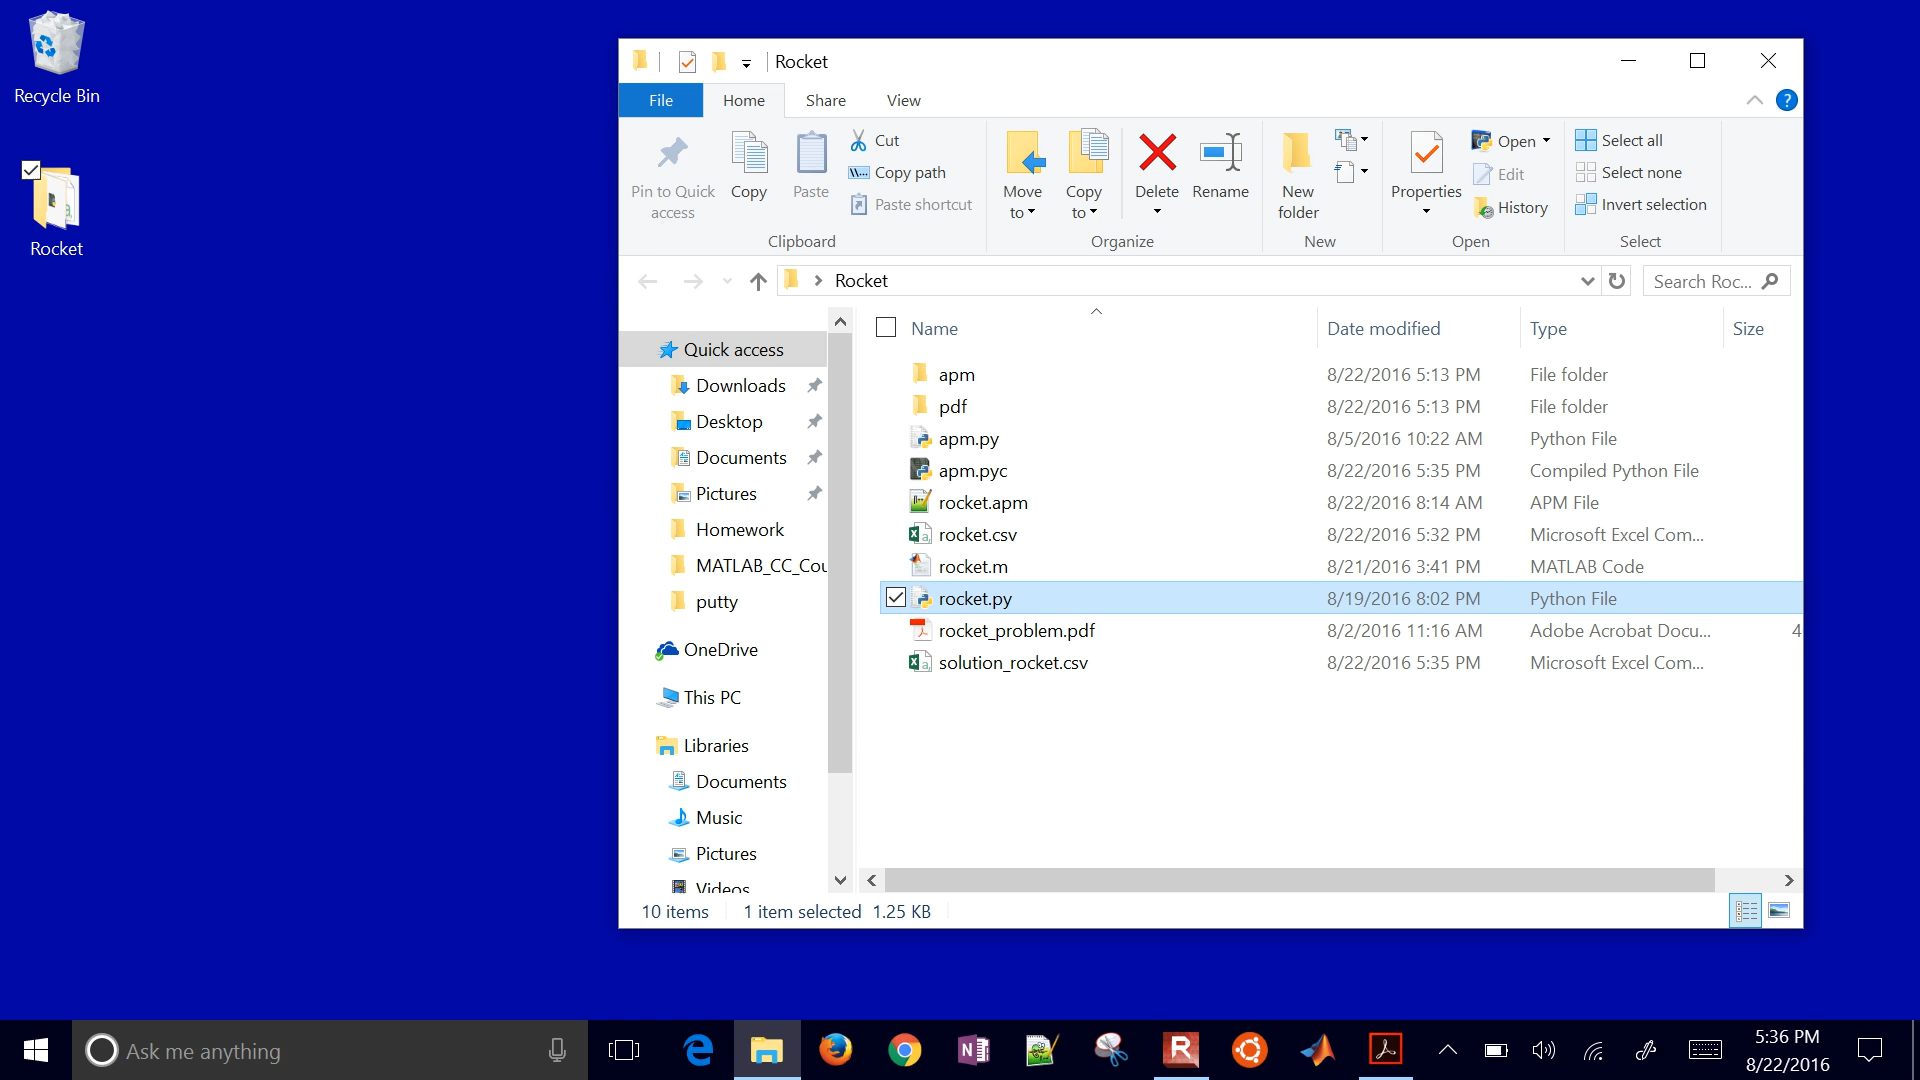 Recycle Bin
Rocket
Rocket
File
Home
Share
View
Pin to Quick
access
Copy
Paste
Cut
Copy path
Paste shortcut
Clipboard
Move
to
Copy
to
Delete
Rename
Organize
New
folder
New
Properties
Open
Edit
History
Open
Select all
Select none
Invert selection
Select
Rocket
Search Roc...
Quick access
Downloads
Desktop
Documents
Pictures
Homework
MATLAB_CC_Cou
putty
OneDrive
This PC
Libraries
Documents
Music
Pictures
Videos
Name Date modified Type Size
apm 8/22/2016 5:13 PM File folder
pdf 8/22/2016 5:13 PM File folder
apm.py 8/5/2016 10:22 AM Python File
apm.pyc 8/22/2016 5:35 PM Compiled Python File
rocket.apm 8/22/2016 8:14 AM APM File
rocket.csv 8/22/2016 5:32 PM Microsoft Excel Com...
rocket.m 8/21/2016 3:41 PM MATLAB Code
rocket.py 8/19/2016 8:02 PM Python File
rocket_problem.pdf 8/2/2016 11:16 AM Adobe Acrobat Docu... 4
solution_rocket.csv 8/22/2016 5:35 PM Microsoft Excel Com...
10 items 1 item selected 1.25 KB
Ask me anything
5:36 PM
8/22/2016